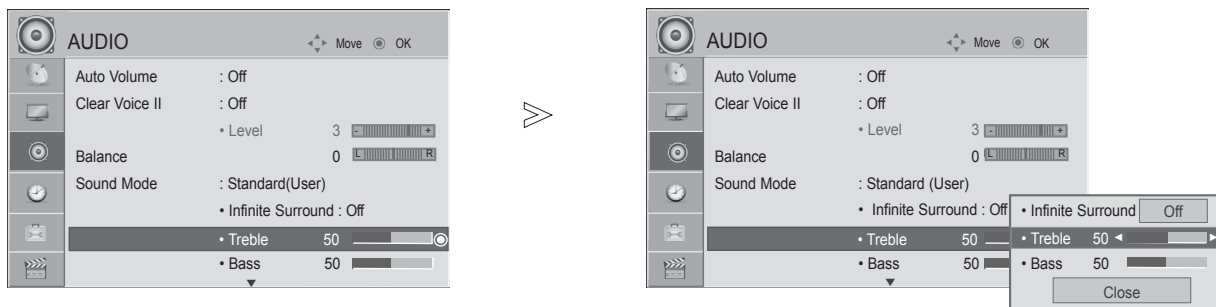 AUDIO Move OK
Auto Volume : Off
Clear Voice II : Off
• Level 3 - +
Balance 0 L R
Sound Mode : Standard(User)
• Infinite Surround : Off
• Treble 50
• Bass 50
AUDIO Move OK
Auto Volume : Off
Clear Voice II : Off
• Level 3 - +
Balance 0 L R
Sound Mode : Standard (User)
• Infinite Surround : Off
• Treble 50
• Bass 50
• Infinite Surround Off
• Treble 50
• Bass 50
Close